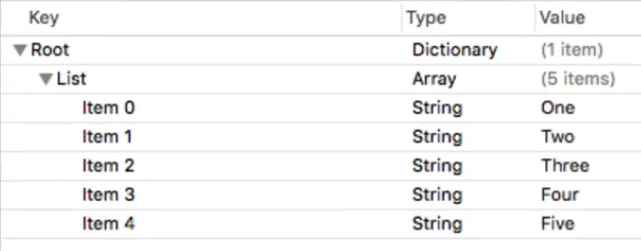 Key Type Value
Root Dictionary (1 item)
List Array (5 items)
Item 0 String One
Item 1 String Two
Item 2 String Three
Item 3 String Four
Item 4 String Five